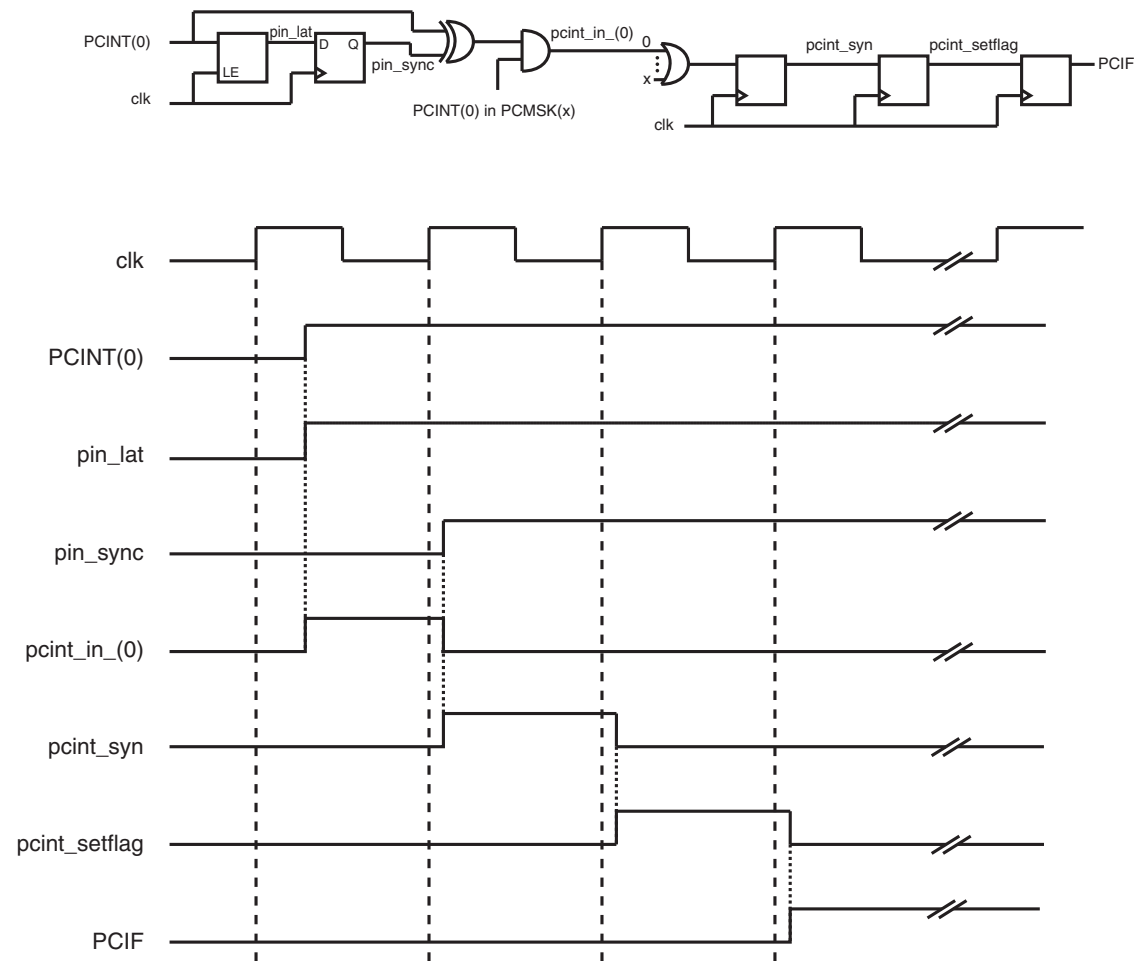 PCINT(0)
pin_lat
D Q
LE
pin_sync
clk
pcint_in_(0)
0
x
PCINT(0) in PCMSK(x)
pcint_syn
pcint_setflag
PCIF
clk
clk
PCINT(0)
pin_lat
pin_sync
pcint_in_(0)
pcint_syn
pcint_setflag
PCIF